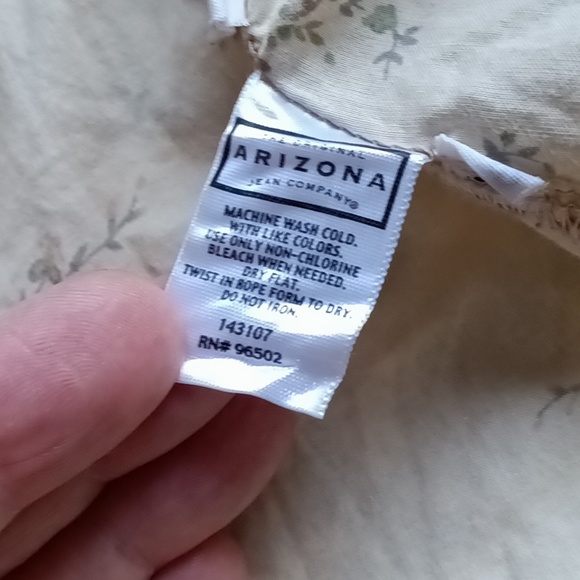 THE ORIGINAL
ARIZONA
JEAN COMPANY®
MACHINE WASH COLD.
WITH LIKE COLORS.
USE ONLY NON-CHLORINE
BLEACH WHEN NEEDED.
DRY FLAT.
TWIST IN ROPE FORM TO DRY.
DO NOT IRON.
143107
RN# 96502